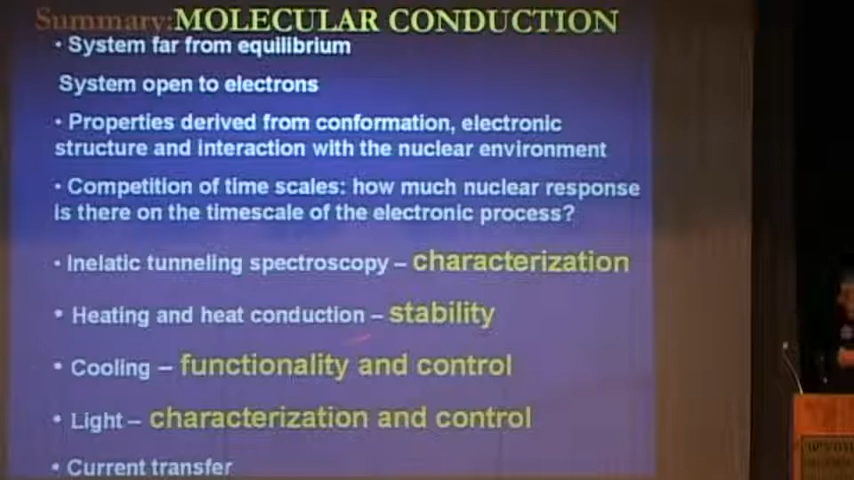 Summary: MOLECULAR CONDUCTION
• System far from equilibrium
System open to electrons
• Properties derived from conformation, electronic
structure and interaction with the nuclear environment
• Competition of time scales: how much nuclear response
is there on the timescale of the electronic process?
• Inelatic tunneling spectroscopy – characterization
• Heating and heat conduction – stability
• Cooling – functionality and control
• Light – characterization and control
• Current transfer